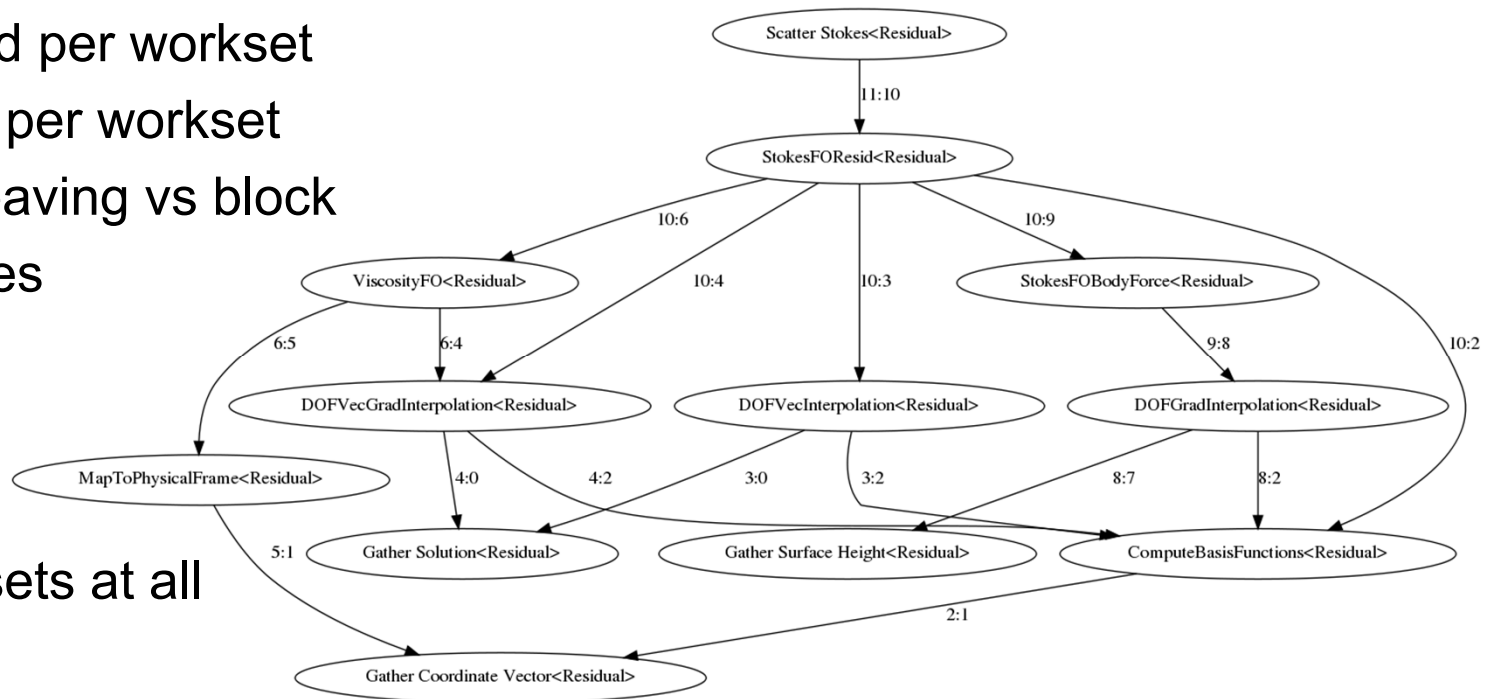 d per workset
per workset
aving vs block
es
sets at all
Scatter Stokes<Residual>
11:10
StokesFOResid<Residual>
10:6
10:4
10:3
10:9
10:2
ViscosityFO<Residual>
StokesFOBodyForce<Residual>
6:5
6:4
9:8
DOFVecGradInterpolation<Residual>
DOFVecInterpolation<Residual>
DOFGradInterpolation<Residual>
MapToPhysicalFrame<Residual>
4:0
4:2
3:0
3:2
8:7
8:2
5:1
Gather Solution<Residual>
Gather Surface Height<Residual>
ComputeBasisFunctions<Residual>
2:1
Gather Coordinate Vector<Residual>